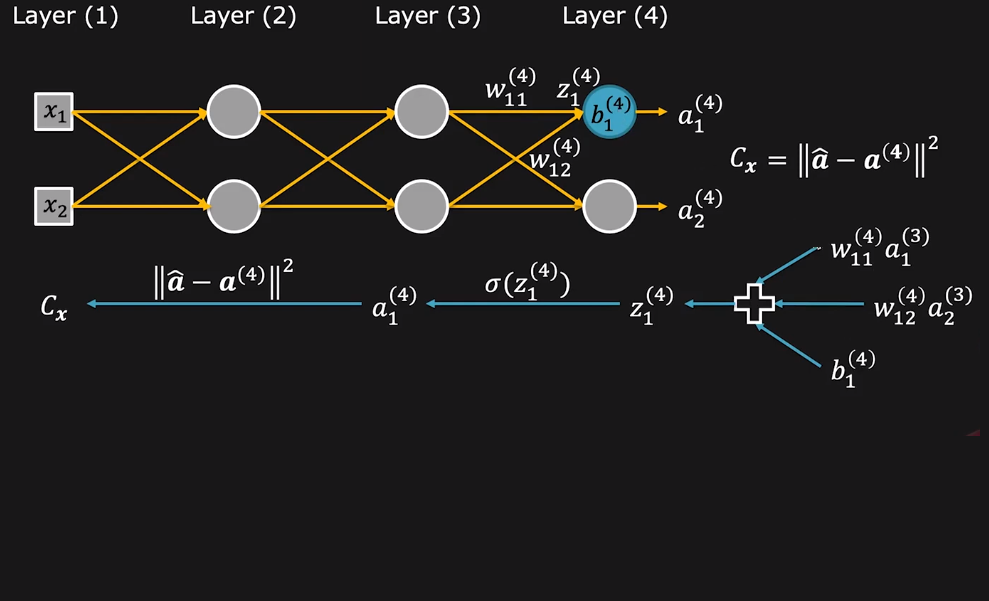 Layer (1) Layer (2) Layer (3) Layer (4)
x₁ w₁₁⁽⁴⁾ z₁⁽⁴⁾ b₁⁽⁴⁾ a₁⁽⁴⁾
w₁₂⁽⁴⁾ Cₓ = ‖â − a⁽⁴⁾‖²
x₂ a₂⁽⁴⁾
w₁₁⁽⁴⁾a₁⁽³⁾
‖â − a⁽⁴⁾‖² σ(z₁⁽⁴⁾)
Cₓ a₁⁽⁴⁾ z₁⁽⁴⁾ w₁₂⁽⁴⁾a₂⁽³⁾
b₁⁽⁴⁾